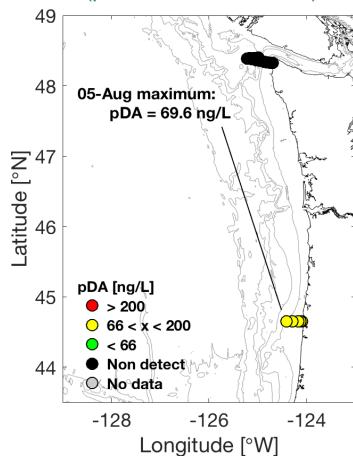 49
48
47
46
45
44
Latitude [°N]
05-Aug maximum:
pDA = 69.6 ng/L
pDA [ng/L]
> 200
66 < x < 200
< 66
Non detect
No data
-128
-126
-124
-122
Longitude [°W]